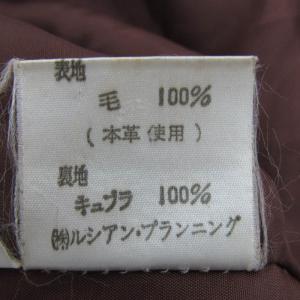 表地
毛 100%
(本革使用)
裏地
キュプラ 100%
㈱ルシアン・プランニング